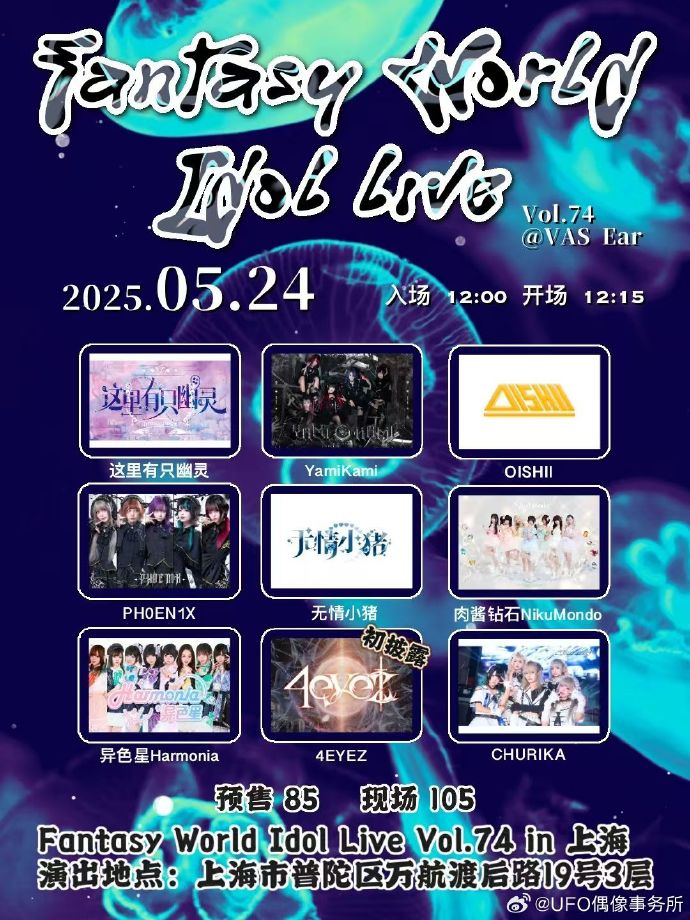 Fantasy World
Idol Live
Vol.74
@VAS Ear
2025.05.24
入场 12:00 开场 12:15
这里有只幽灵
YamiKami
OISHII
这里有只幽灵
YamiKami
OISHII
PHOENIX
无情小猪
PH0EN1X
无情小猪
肉酱钻石NikuMondo
Harmonia
异色星
4eyez
初披露
异色星Harmonia
4EYEZ
CHURIKA
预售 85 现场 105
Fantasy World Idol Live Vol.74 in 上海
演出地点：上海市普陀区万航渡后路19号3层
@UFO偶像事务所